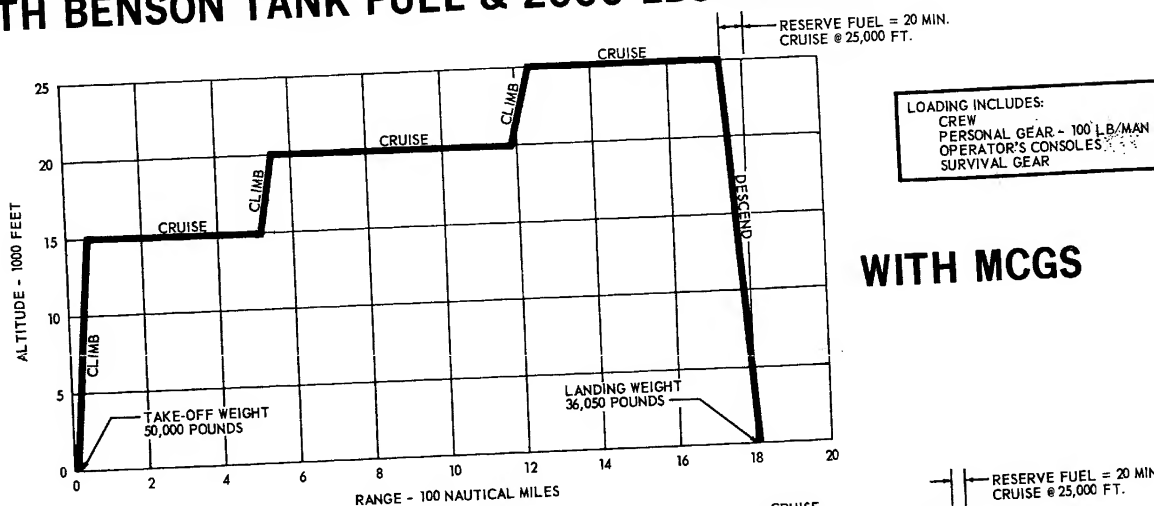 TH BENSON TANK FUEL & 2000 LBS
RESERVE FUEL = 20 MIN.
CRUISE @ 25,000 FT.
LOADING INCLUDES:
CREW
PERSONAL GEAR - 100 LB/MAN
OPERATOR'S CONSOLES
SURVIVAL GEAR
WITH MCGS
ALTITUDE - 1000 FEET
25
20
15
10
5
0
CLIMB
CRUISE
CLIMB
CRUISE
CLIMB
CRUISE
DESCEND
TAKE-OFF WEIGHT
50,000 POUNDS
LANDING WEIGHT
36,050 POUNDS
0 2 4 6 8 10 12 14 16 18 20
RANGE - 100 NAUTICAL MILES
RESERVE FUEL = 20 MIN
CRUISE @ 25,000 FT.
CRUISE